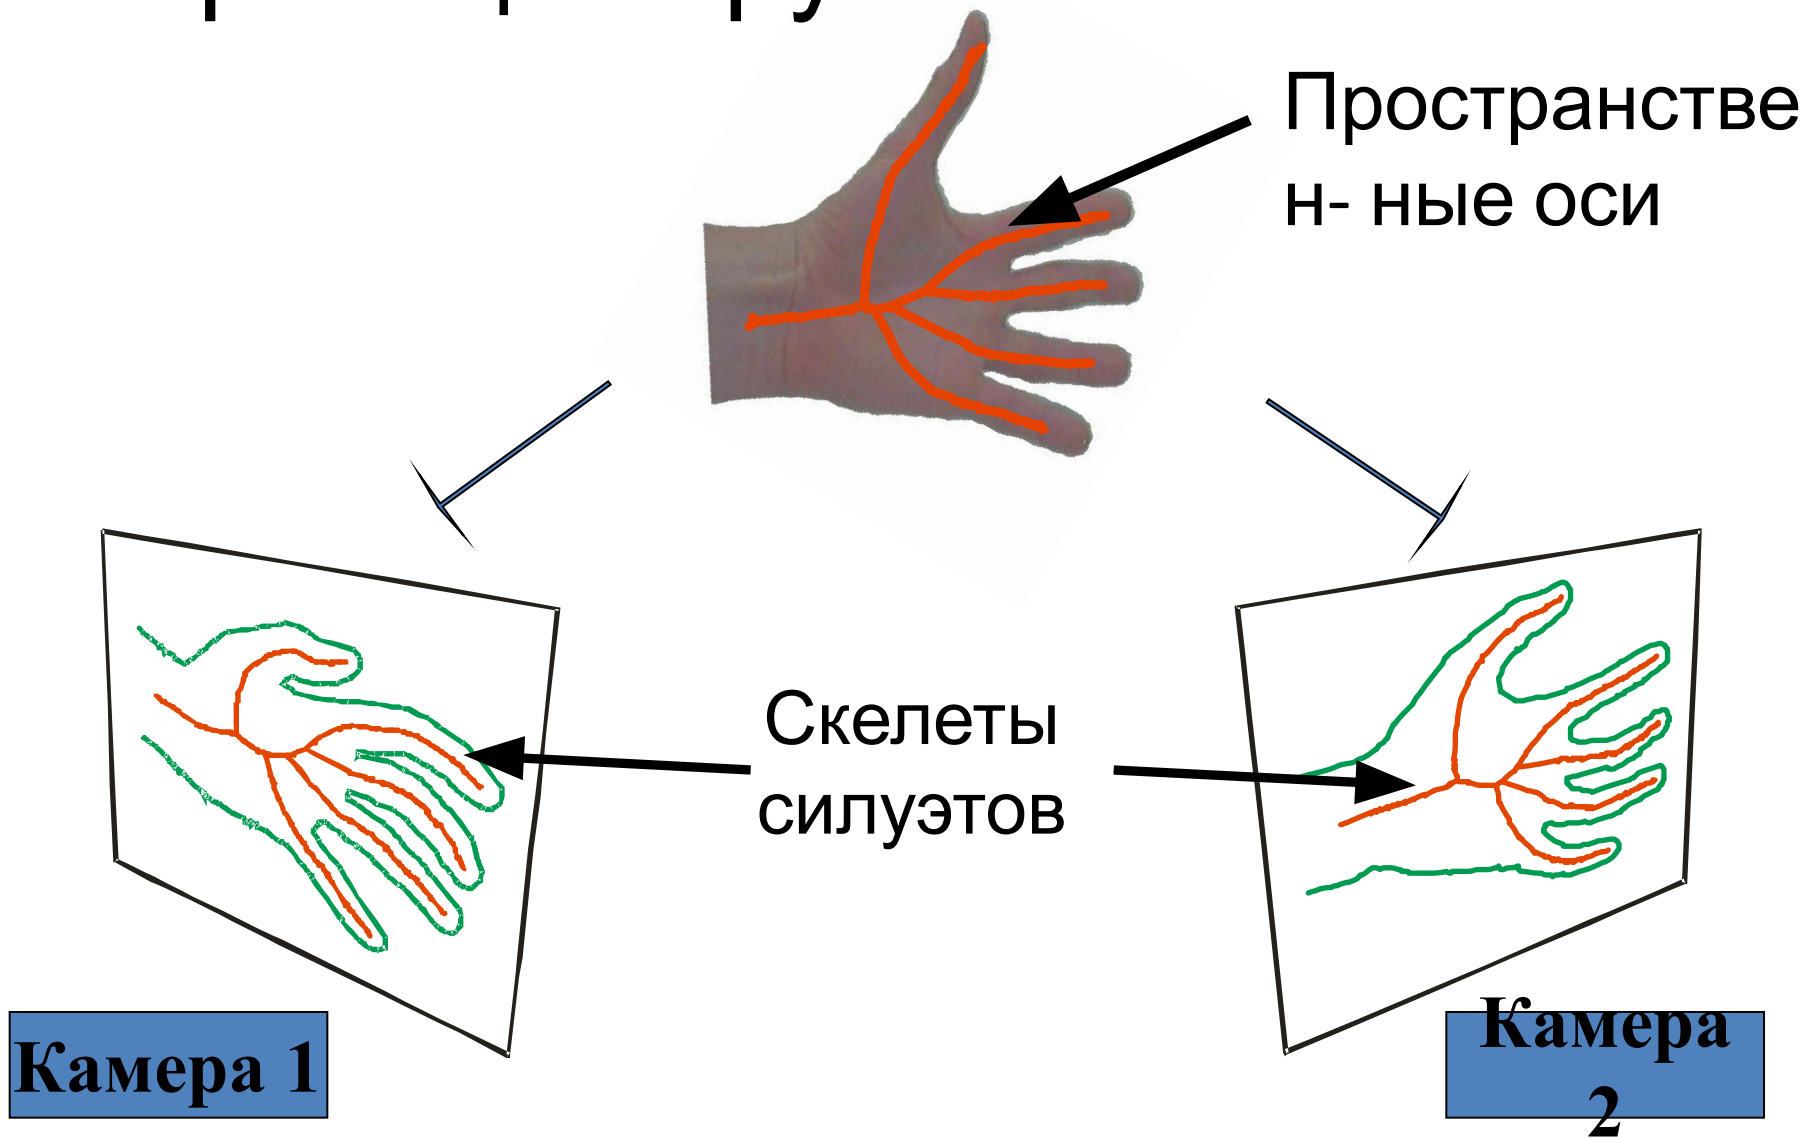 Пространстве
н- ные оси
Скелеты
силуэтов
Камера 1
Камера
2